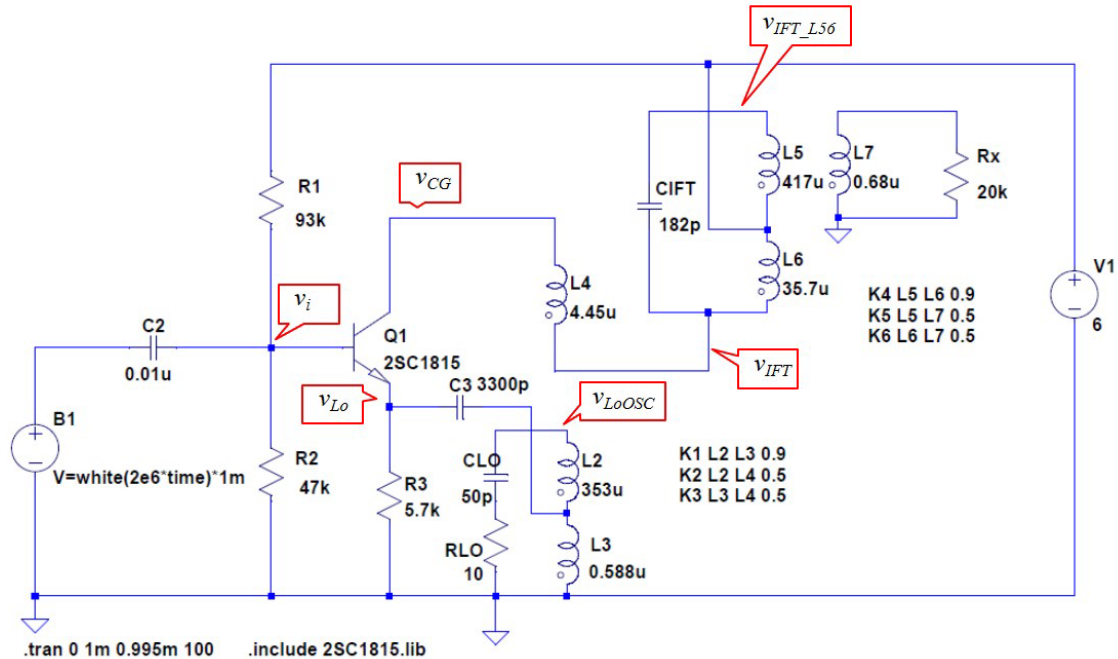 vIFT_L56
R1
93k
vCG
CIFT
182p
L5
417u
L7
0.68u
Rx
20k
L4
4.45u
L6
35.7u
K4 L5 L6 0.9
K5 L5 L7 0.5
K6 L6 L7 0.5
V1
6
vi
C2
0.01u
Q1
2SC1815
vIFT
vLo
C3 3300p
vLoOSC
B1
V=white(2e6*time)*1m
R2
47k
R3
5.7k
CLO
50p
L2
353u
K1 L2 L3 0.9
K2 L2 L4 0.5
K3 L3 L4 0.5
RLO
10
L3
0.588u
.tran 0 1m 0.995m 100 .include 2SC1815.lib